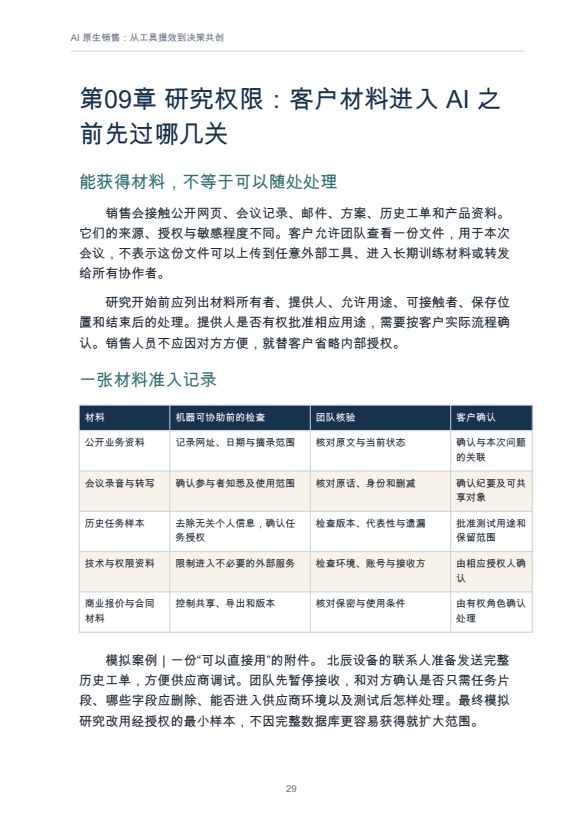 AI 原生销售：从工具提效到决策共创
第09章 研究权限：客户材料进入 AI 之
前先过哪几关
能获得材料，不等于可以随处处理
销售会接触公开网页、会议记录、邮件、方案、历史工单和产品资料。
它们的来源、授权与敏感程度不同。客户允许团队查看一份文件，用于本次
会议，不表示这份文件可以上传到任意外部工具、进入长期训练材料或转发
给所有协作者。
研究开始前应列出材料所有者、提供人、允许用途、可接触者、保存位
置和结束后的处理。提供人是否有权批准相应用途，需要按客户实际流程确
认。销售人员不应因对方方便，就替客户省略内部授权。
一张材料准入记录
材料 机器可协助前的检查 团队核验 客户确认
公开业务资料 记录网址、日期与摘录范围 核对原文与当前状态 确认与本次问题
的关联
会议录音与转写 确认参与者知悉及使用范围 核对原话、身份和删减 确认纪要及可共
享对象
历史任务样本 去除无关个人信息，确认任 检查版本、代表性与遗漏 批准测试用途和
务授权 保留范围
技术与权限资料 限制进入不必要的外部服务 检查环境、账号与接收方 由相应授权人确
认
商业报价与合同 控制共享、导出和版本 核对保密与使用条件 由有权角色确认
材料 处理
模拟案例｜一份“可以直接用”的附件。 北辰设备的联系人准备发送完整
历史工单，方便供应商调试。团队先暂停接收，和对方确认是否只需任务片
段、哪些字段应删除、能否进入供应商环境以及测试后怎样处理。最终模拟
研究改用经授权的最小样本，不因完整数据库更容易获得就扩大范围。
29